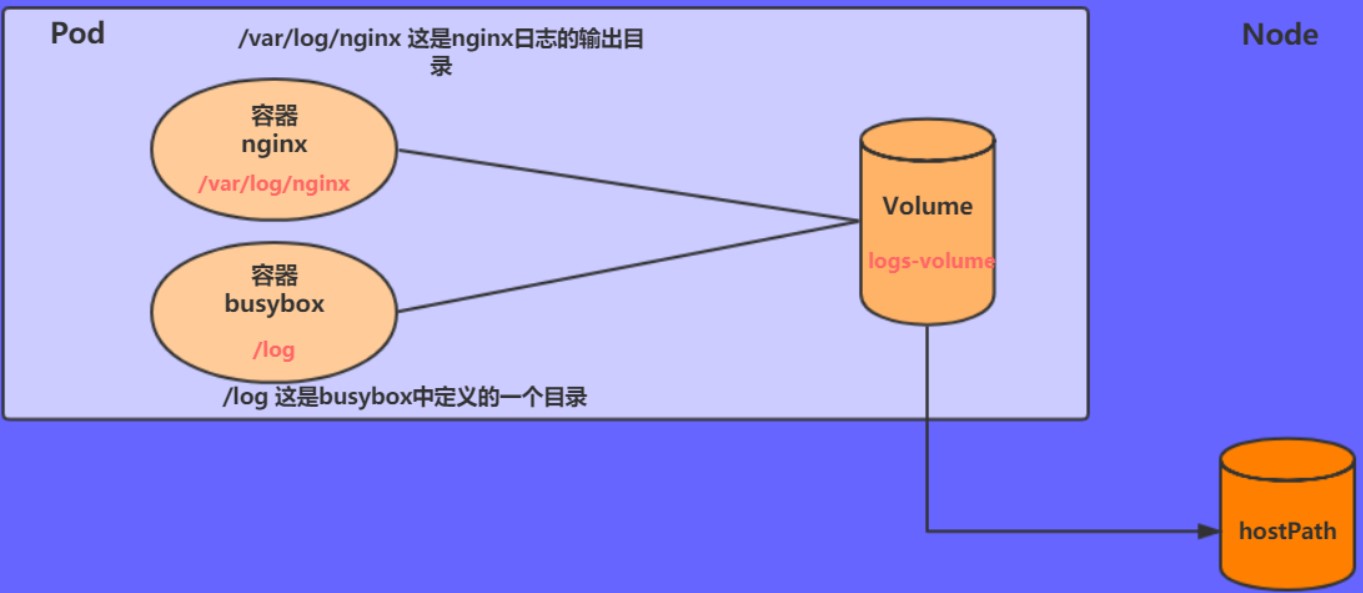 Pod
/var/log/nginx 这是nginx日志的输出目
录
Node
容器
nginx
/var/log/nginx
Volume
logs-volume
容器
busybox
/log
/log 这是busybox中定义的一个目录
hostPath